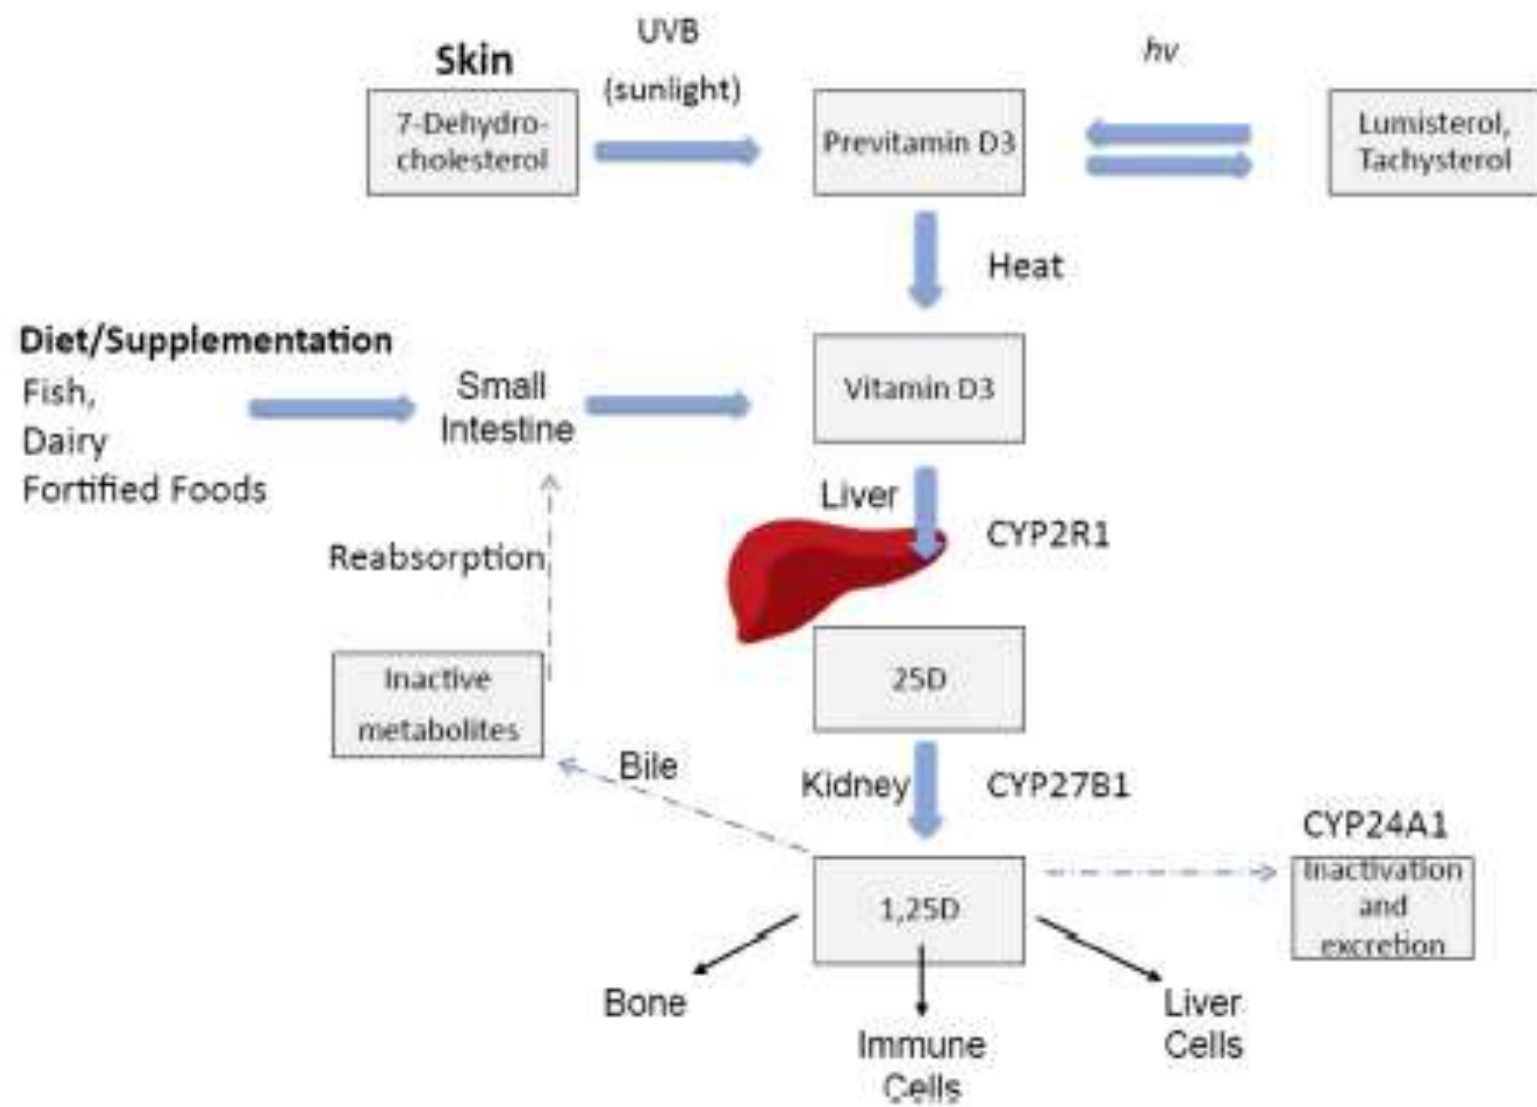 Skin
UVB
(sunlight)
hv
7-Dehydro-
cholesterol
Previtamin D3
Lumisterol,
Tachysterol
Heat
Diet/Supplementation
Fish,
Dairy
Fortified Foods
Small
Intestine
Vitamin D3
Liver
CYP2R1
Reabsorption
25D
Inactive
metabolites
Bile
Kidney
CYP27B1
CYP24A1
Inactivation
and
excretion
1,25D
Bone
Immune
Cells
Liver
Cells